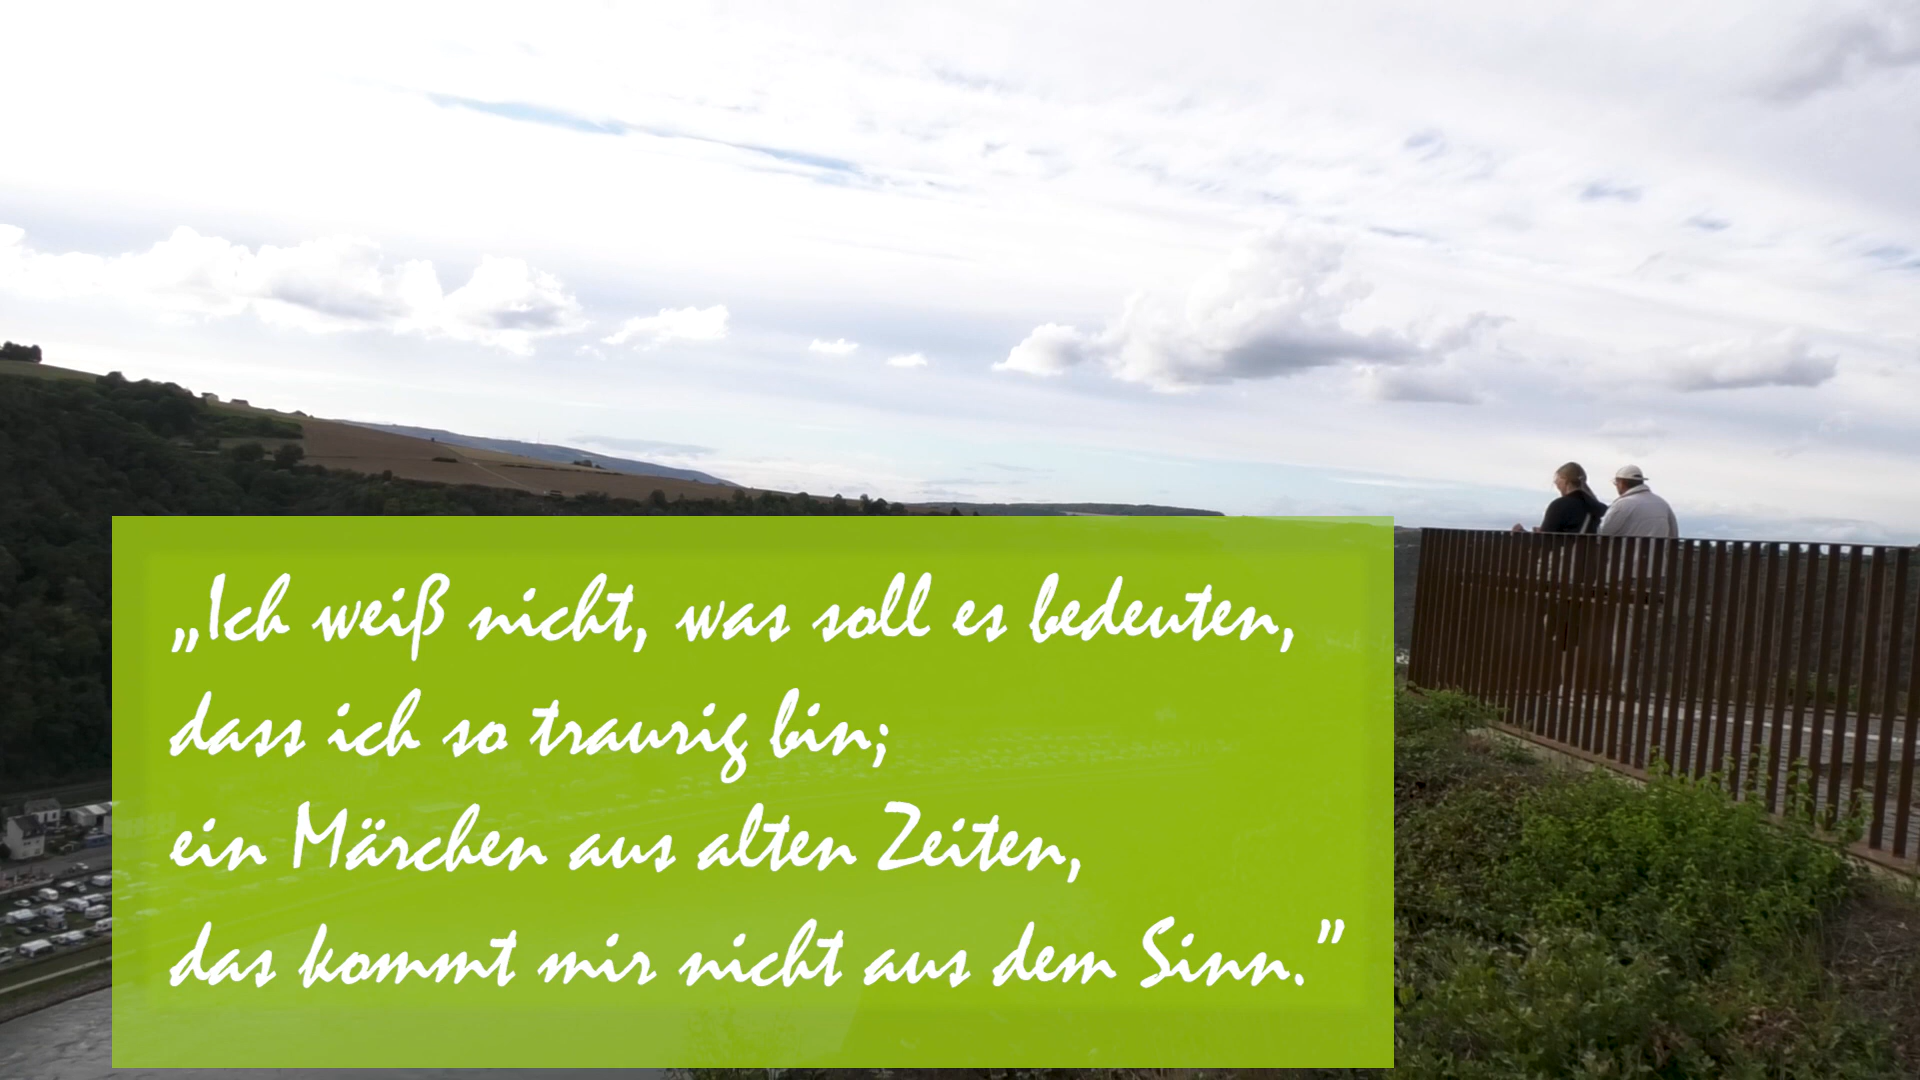 „Ich weiß nicht, was soll es bedeuten,
dass ich so traurig bin;
ein Märchen aus alten Zeiten,
das kommt mir nicht aus dem Sinn.”